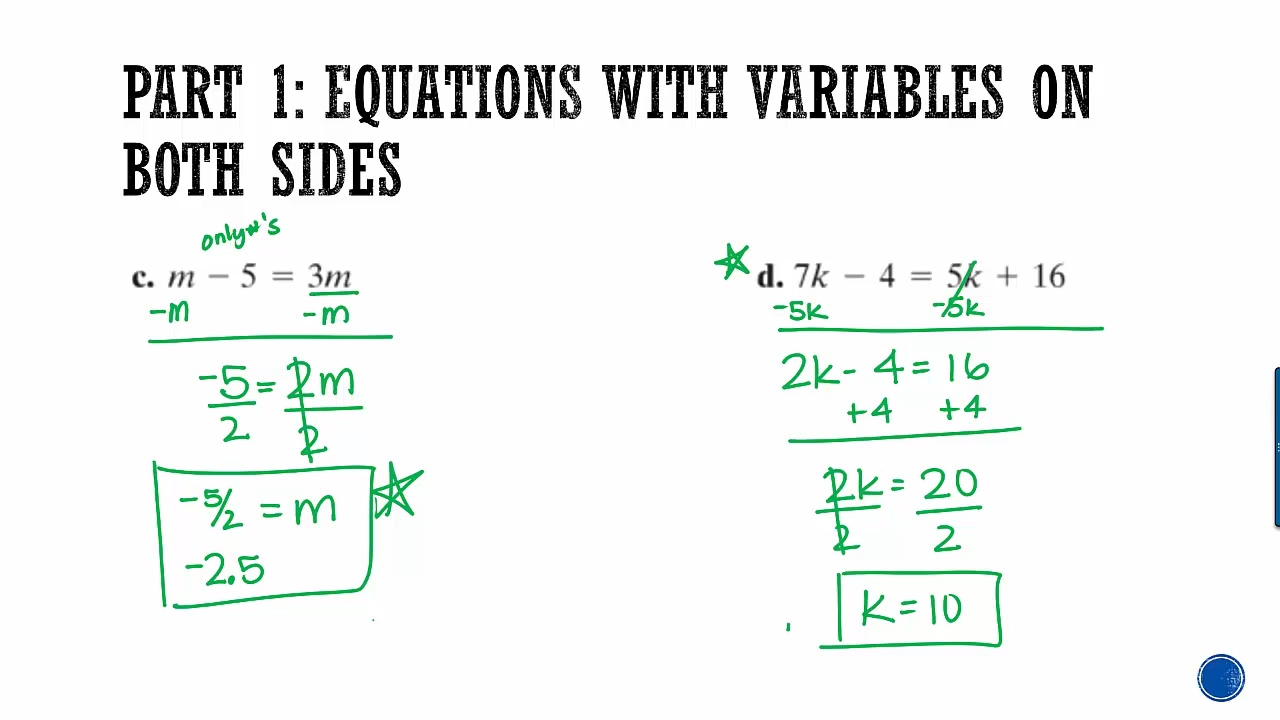 PART 1: EQUATIONS WITH VARIABLES ON
BOTH SIDES
only #'s
c. m − 5 = 3m
-m -m
-5 = 2m
2 2
-5/2 = m
-2.5
d. 7k − 4 = 5k + 16
-5k -5k
2k - 4 = 16
+4 +4
2k = 20
2 2
k = 10